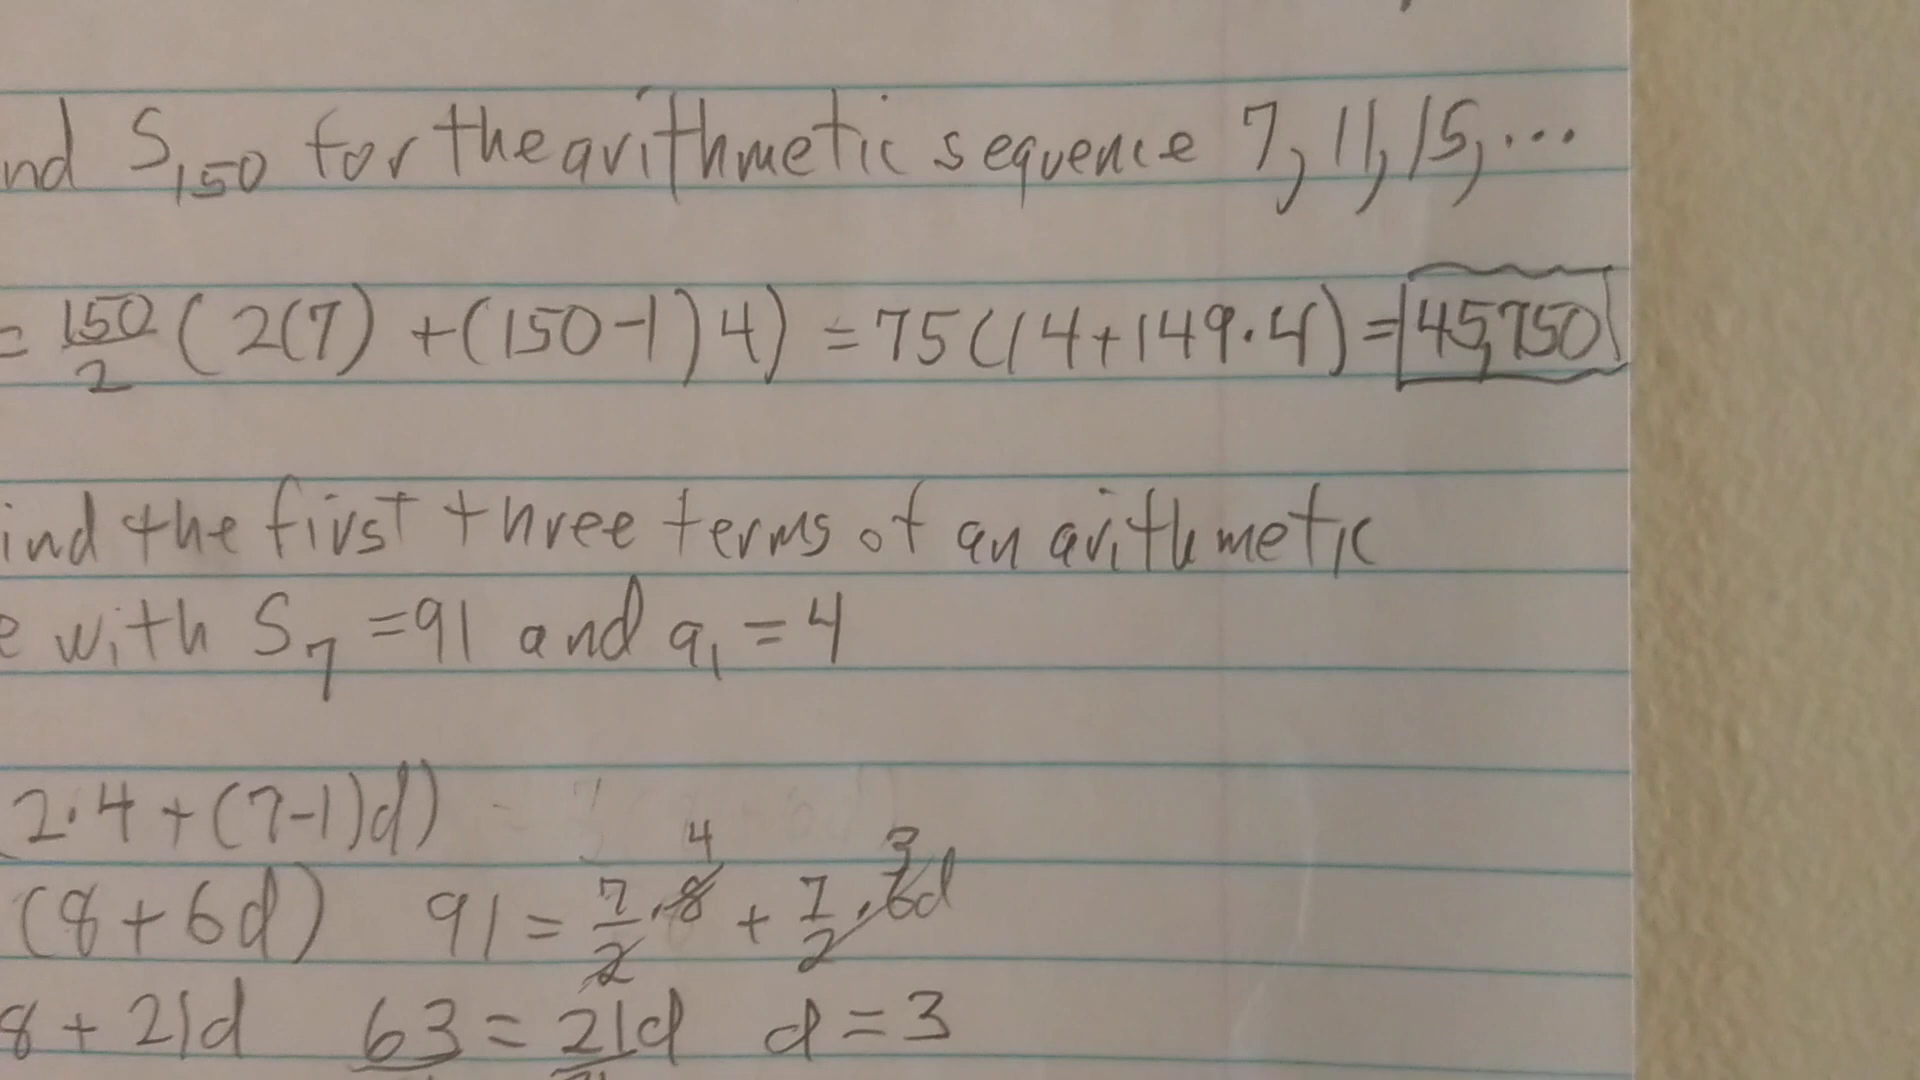 nd S₁₅₀ for the arithmetic sequence 7, 11, 15, ...
= 150/2 (2(7) + (150-1)4) = 75(14+149·4) = 45,750
ind the first three terms of an arithmetic
e with S₇ = 91 and a₁ = 4
(2·4 + (7-1)d)
4 3
(8 + 6d) 91 = 7/2 · 8 + 7/2 · 6d
8 + 21d 63 = 21d d = 3